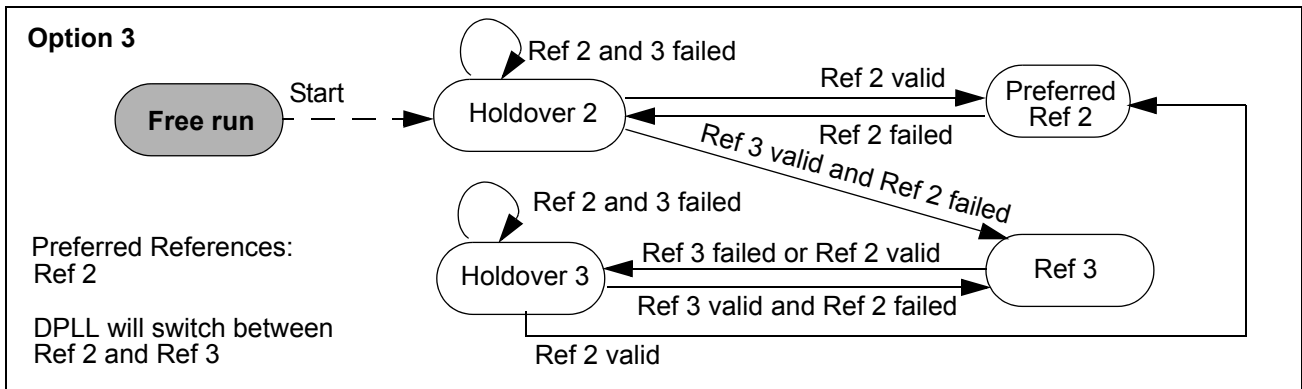 Option 3
Ref 2 and 3 failed
Start
Free run
Holdover 2
Ref 2 valid
Preferred
Ref 2
Ref 2 failed
Ref 3 valid and Ref 2 failed
Ref 2 and 3 failed
Preferred References:
Ref 2
Holdover 3
Ref 3 failed or Ref 2 valid
Ref 3
Ref 3 valid and Ref 2 failed
DPLL will switch between
Ref 2 and Ref 3
Ref 2 valid